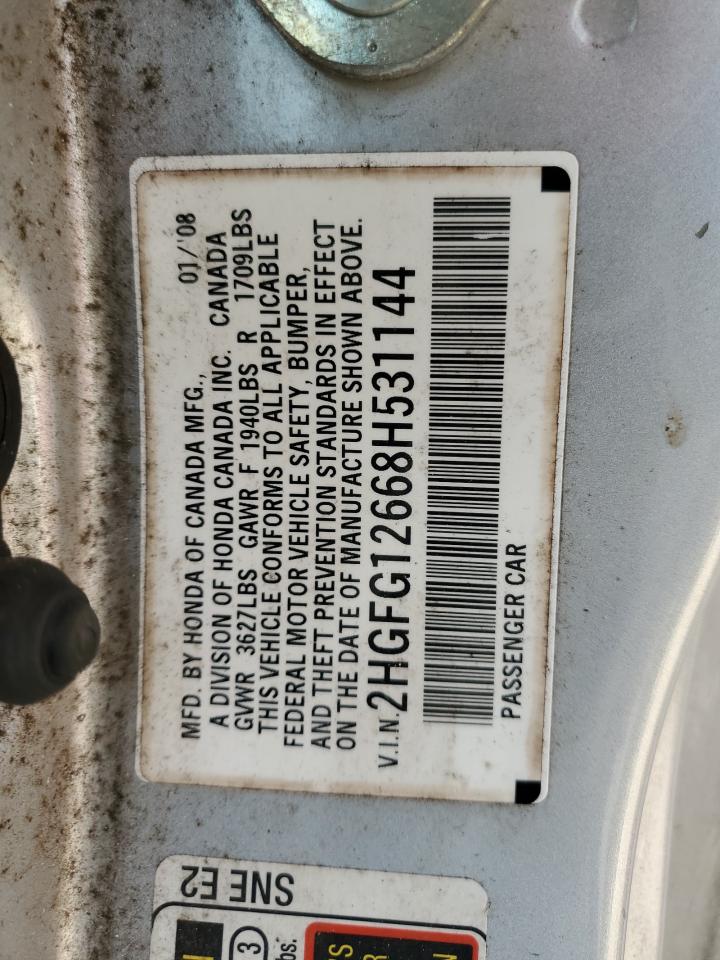 MFD. BY HONDA OF CANADA MFG., 01/'08
A DIVISION OF HONDA CANADA INC. CANADA
GVWR 3627LBS GAWR F 1940LBS R 1709LBS
THIS VEHICLE CONFORMS TO ALL APPLICABLE
FEDERAL MOTOR VEHICLE SAFETY, BUMPER,
AND THEFT PREVENTION STANDARDS IN EFFECT
ON THE DATE OF MANUFACTURE SHOWN ABOVE.
V.I.N. 2HGFG12668H531144
PASSENGER CAR
SNE E2
3
bs.